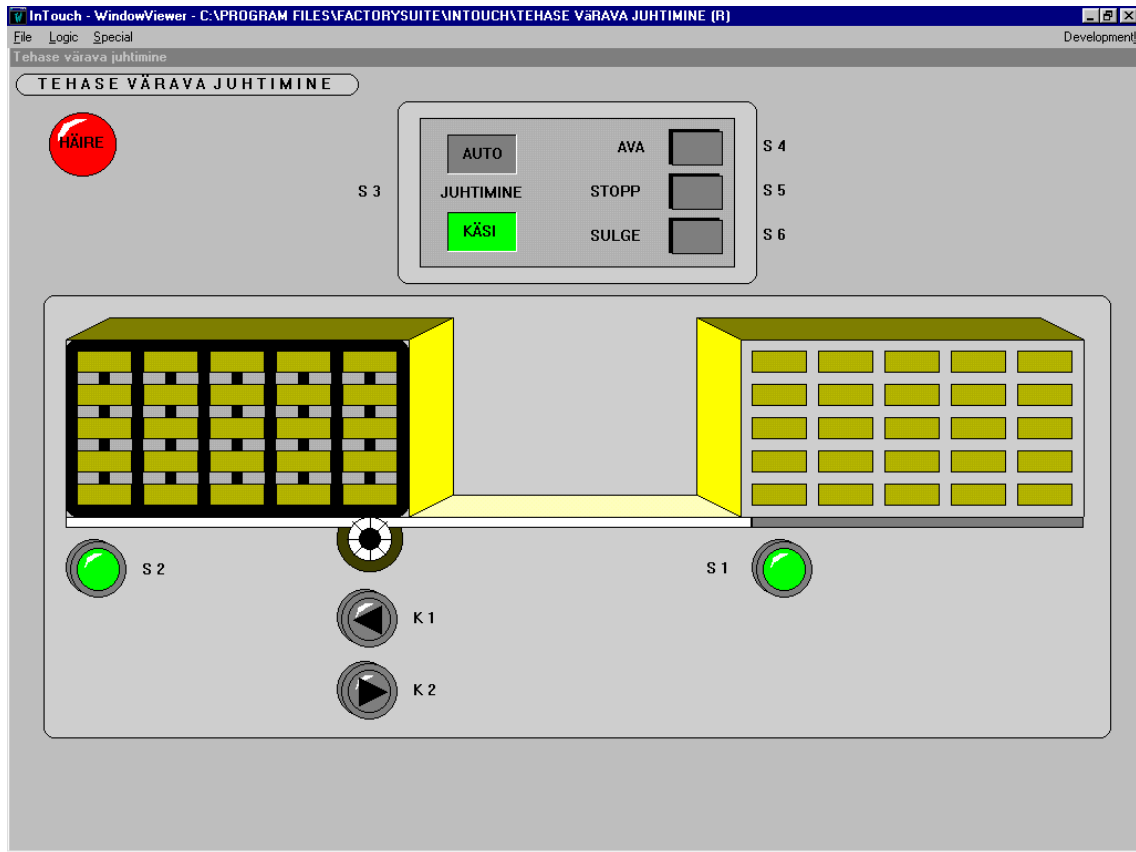 InTouch - WindowViewer - C:\PROGRAM FILES\FACTORYSUITE\INTOUCH\TEHASE VäRAVA JUHTIMINE (R)
File Logic Special Development!
Tehase värava juhtimine
TEHASE VÄRAVA JUHTIMINE
HÄIRE
AUTO AVA S 4
S 3 JUHTIMINE STOPP S 5
KÄSI SULGE S 6
S 2 S 1
K 1
K 2